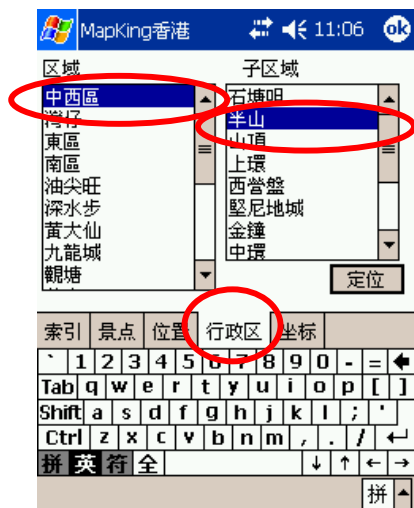 MapKing香港 11:06 ok
区域 子区域
中西區
灣仔
東區
南區
油尖旺
深水步
黃大仙
九龍城
觀塘
石塘咀
半山
山頂
上環
西營盤
堅尼地城
金鐘
中環
定位
索引 景点 位置 行政区 坐标
` 1 2 3 4 5 6 7 8 9 0 - =
Tab q w e r t y u i o p [ ]
Shift a s d f g h j k l ; '
Ctrl z x c v b n m , . / ↵
拼 英 符 全 ↓ ↑ ← →
拼